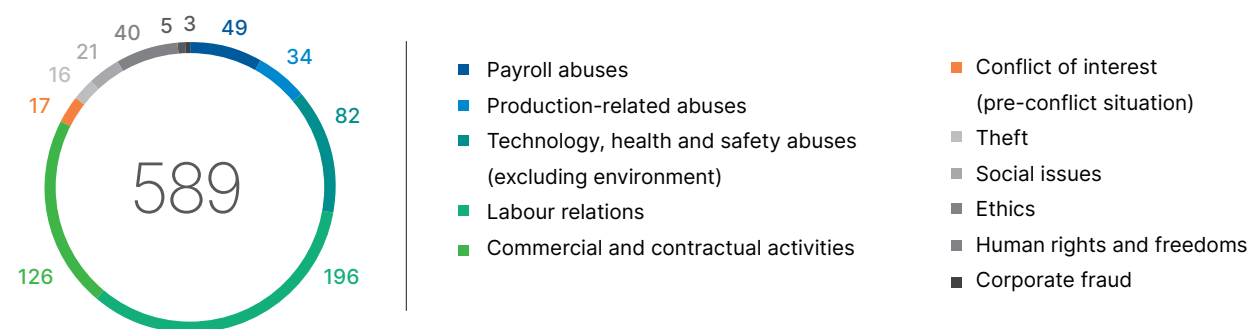 5 3 49
40
21 34
16
17 82
589
126 196
Payroll abuses
Production-related abuses
Technology, health and safety abuses
(excluding environment)
Labour relations
Commercial and contractual activities
Conflict of interest
(pre-conflict situation)
Theft
Social issues
Ethics
Human rights and freedoms
Corporate fraud